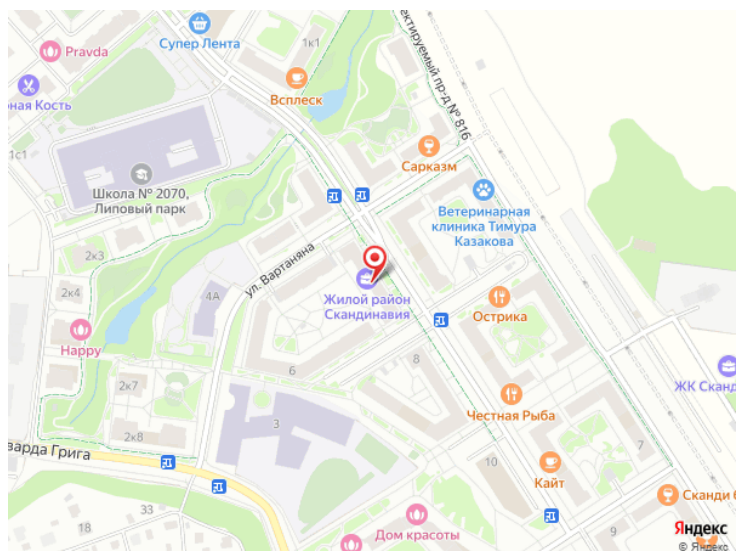 Pravda
Супер Лента
1к1
Всплеск
рная Кость
1с1
Школа № 2070,
Липовый парк
ектируемый пр-д № 816
Сарказм
Ветеринарная
клиника Тимура
Казакова
2к3
2к4
ул. Вартаняна
4А
Жилой район
Скандинавия
Острика
Happy
2к7
6
8
ЖК Сканд
Честная Рыба
7
2к8
3
варда Грига
10
Кайт
18
33
Дом красоты
9
Сканди б
Яндекс
© Яндекс